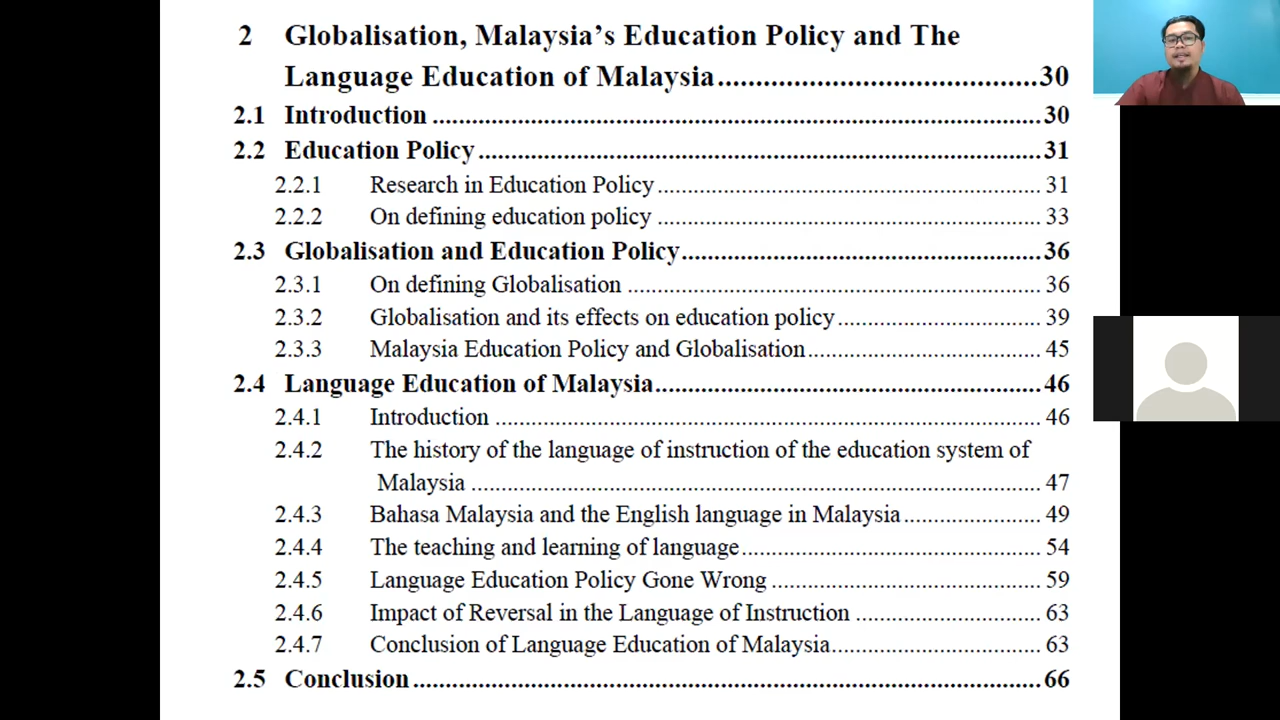 2 Globalisation, Malaysia's Education Policy and The
Language Education of Malaysia....................................30
2.1 Introduction ....................................30
2.2 Education Policy....................................31
2.2.1 Research in Education Policy....................................31
2.2.2 On defining education policy ....................................33
2.3 Globalisation and Education Policy....................................36
2.3.1 On defining Globalisation ....................................36
2.3.2 Globalisation and its effects on education policy....................................39
2.3.3 Malaysia Education Policy and Globalisation....................................45
2.4 Language Education of Malaysia....................................46
2.4.1 Introduction ....................................46
2.4.2 The history of the language of instruction of the education system of
Malaysia ....................................47
2.4.3 Bahasa Malaysia and the English language in Malaysia....................................49
2.4.4 The teaching and learning of language....................................54
2.4.5 Language Education Policy Gone Wrong ....................................59
2.4.6 Impact of Reversal in the Language of Instruction ....................................63
2.4.7 Conclusion of Language Education of Malaysia....................................63
2.5 Conclusion....................................66